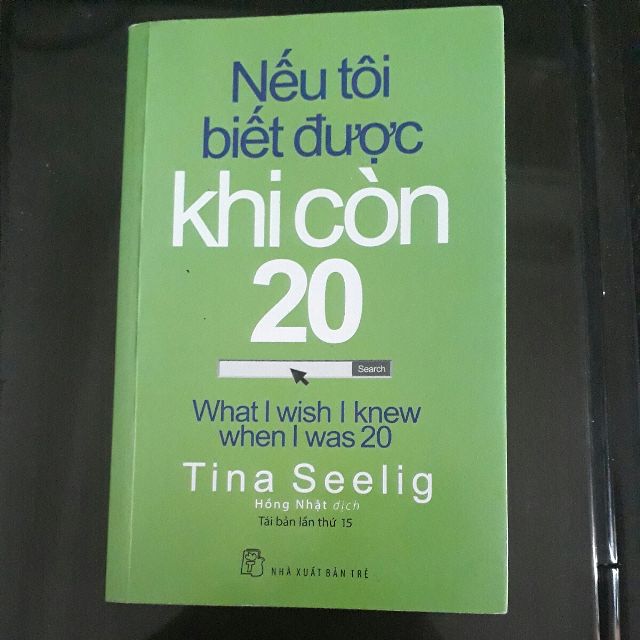 Nếu tôi
biết được
khi còn
20
Search
What I wish I knew
when I was 20
Tina Seelig
Hồng Nhật dịch
Tái bản lần thứ 15
NHÀ XUẤT BẢN TRẺ